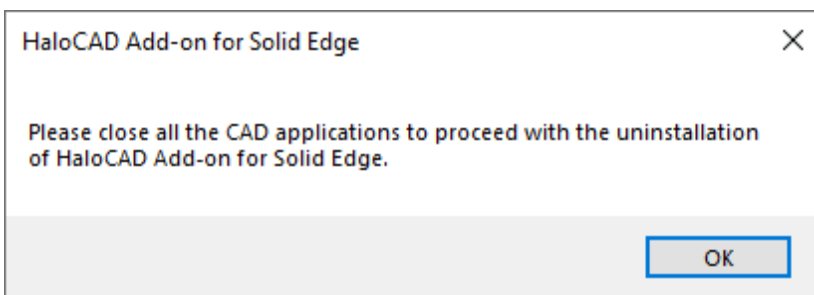 HaloCAD Add-on for Solid Edge
Please close all the CAD applications to proceed with the uninstallation
of HaloCAD Add-on for Solid Edge.
OK